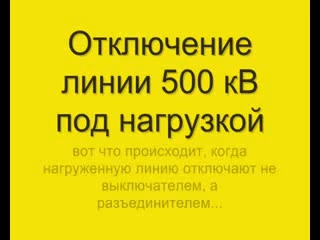 Отключение
линии 500 кВ
под нагрузкой
вот что происходит, когда
нагруженную линию отключают не
выключателем, а
разъединителем...